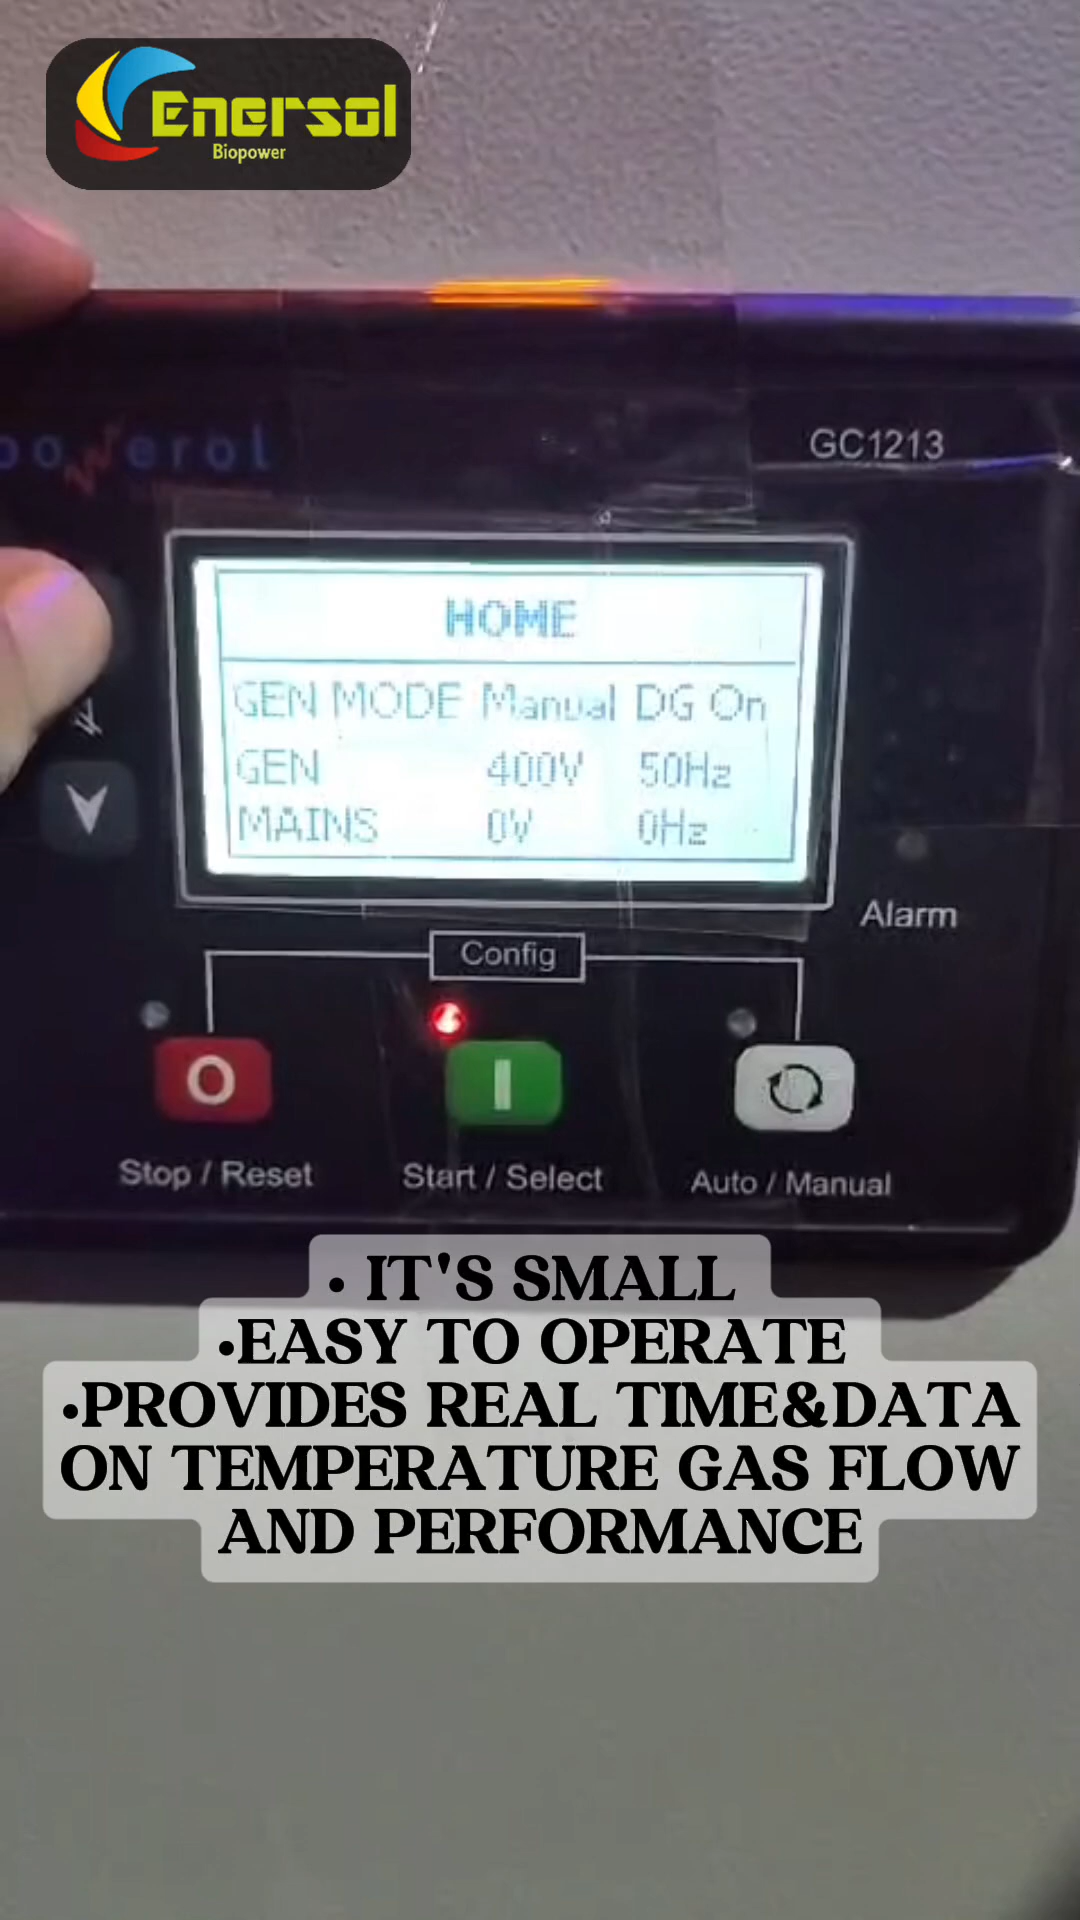 Enersol
Biopower
powerol
GC1213
HOME
GEN MODE Manual DG On
GEN 400V 50Hz
MAINS 0V 0Hz
Alarm
Config
O I
Stop / Reset Start / Select Auto / Manual
• IT'S SMALL
•EASY TO OPERATE
•PROVIDES REAL TIME&DATA
ON TEMPERATURE GAS FLOW
AND PERFORMANCE